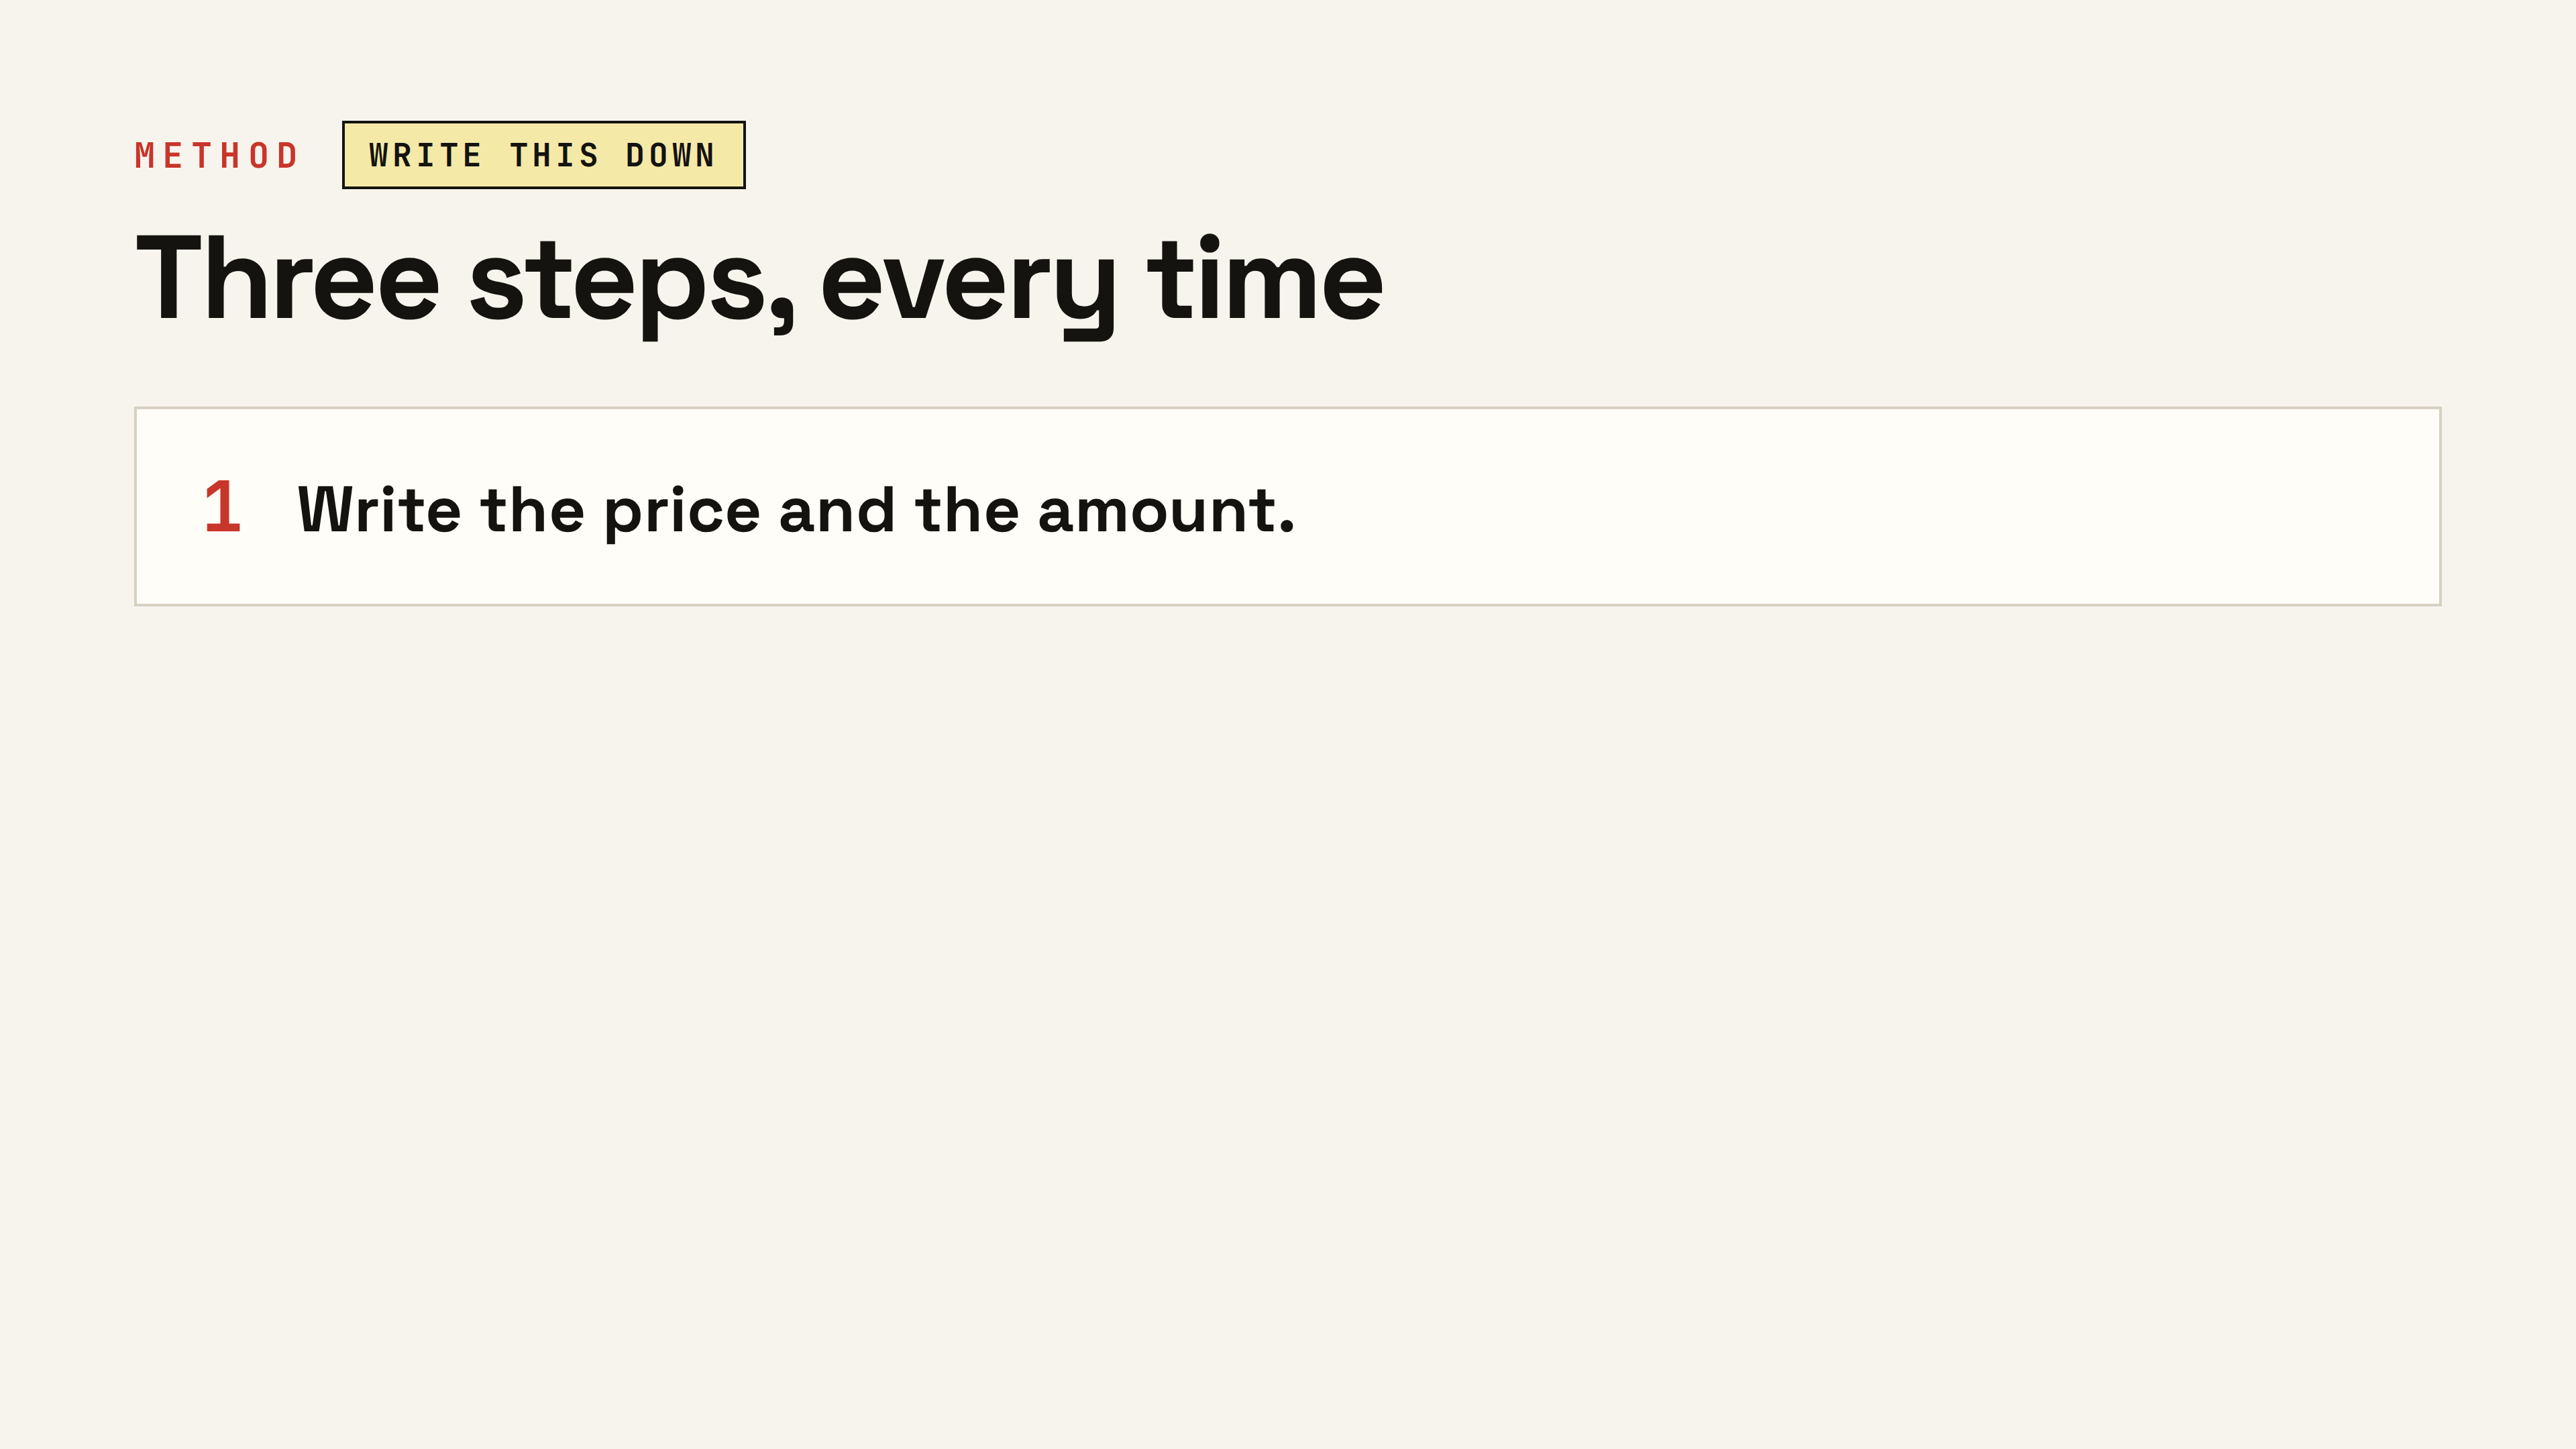 METHOD WRITE THIS DOWN
Three steps, every time
1 Write the price and the amount.